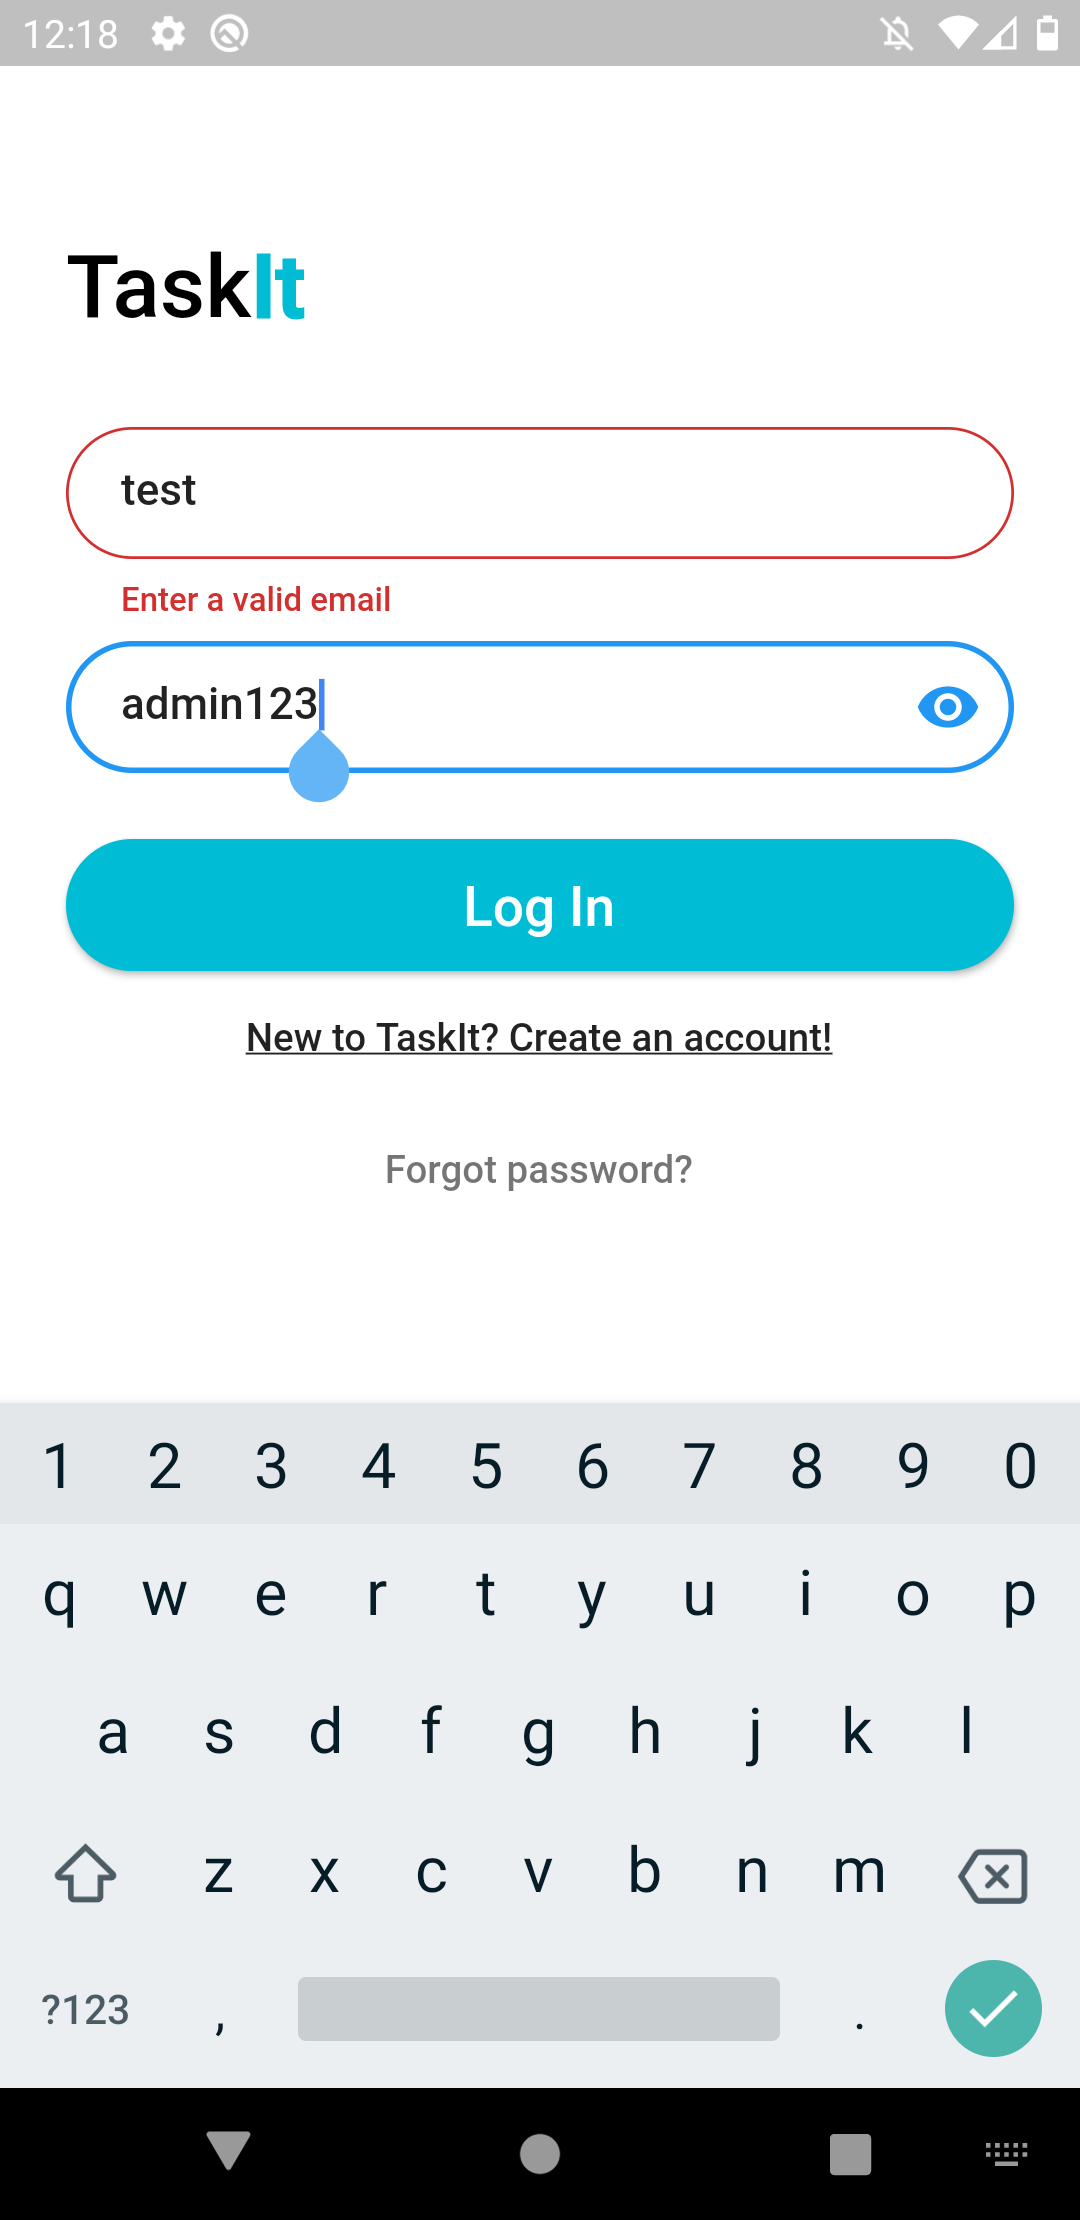 12:18
TaskIt
test
Enter a valid email
admin123
Log In
New to TaskIt? Create an account!
Forgot password?
1 2 3 4 5 6 7 8 9 0
q w e r t y u i o p
a s d f g h j k l
z x c v b n m
?123 , .